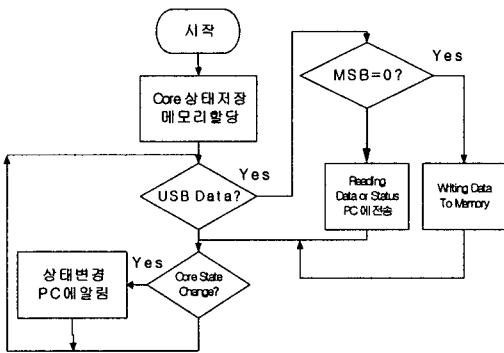 시작
Core 상태저장
메모리할당
USB Data?
Yes
MSB=0?
Yes
Reading
Data or Status
PC에전송
Writing Data
To Memory
Core State
Change?
Yes
상태변경
PC에알림